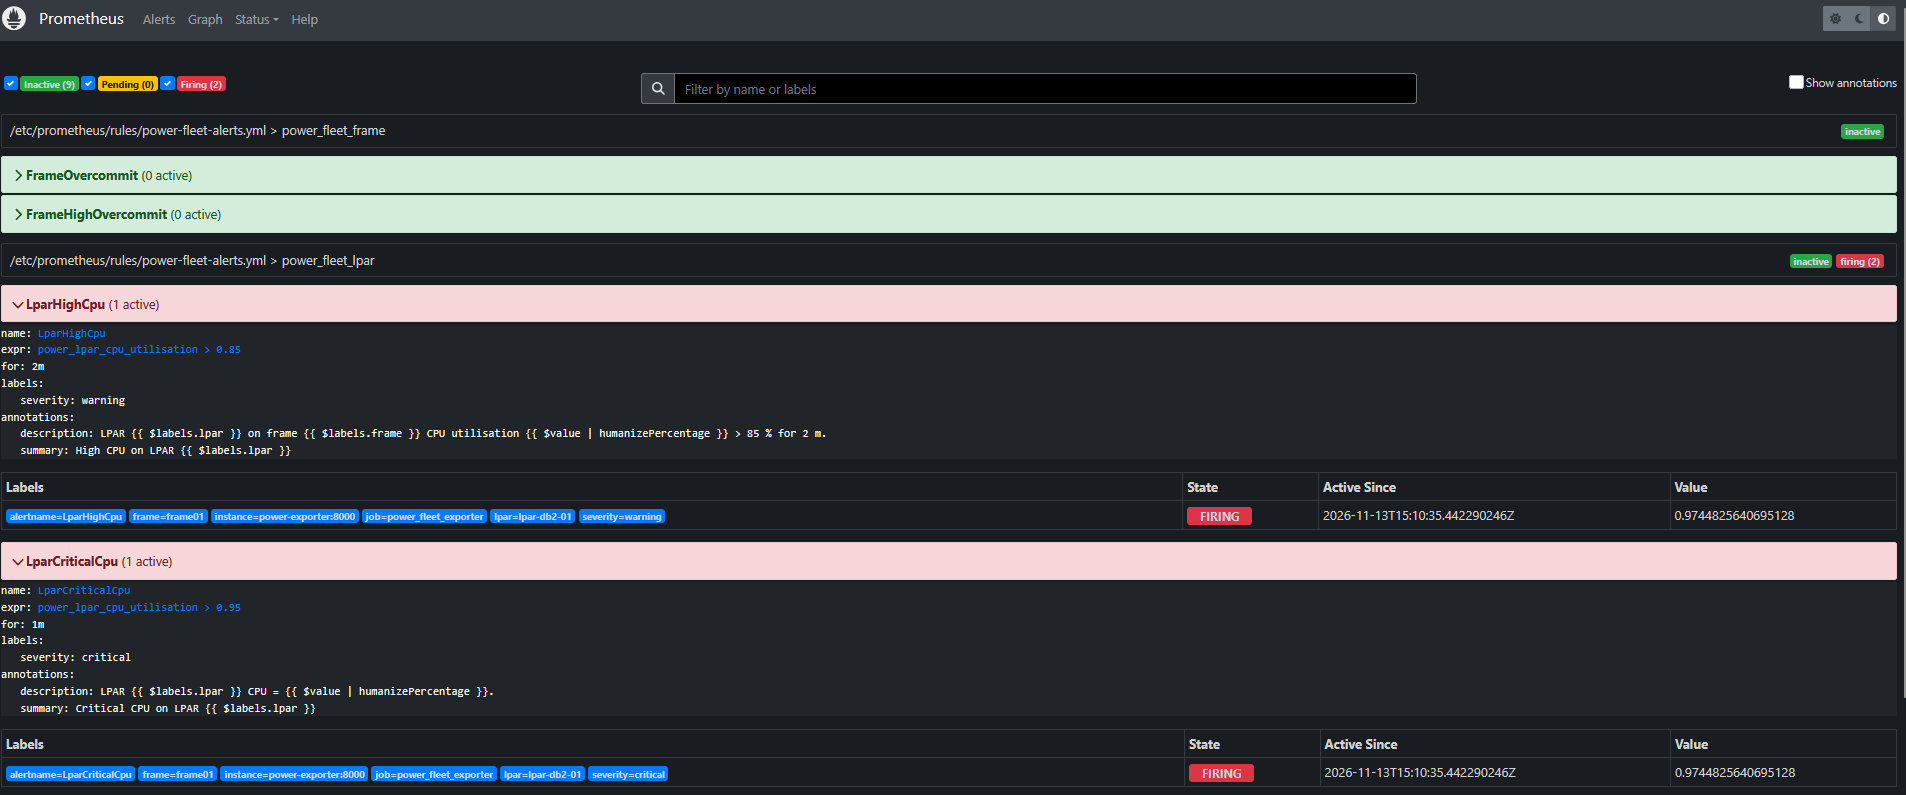 Prometheus Alerts Graph Status Help
Inactive (9) Pending (0) Firing (2) Filter by name or labels Show annotations
/etc/prometheus/rules/power-fleet-alerts.yml > power_fleet_frame inactive
FrameOvercommit (0 active)
FrameHighOvercommit (0 active)
/etc/prometheus/rules/power-fleet-alerts.yml > power_fleet_lpar inactive firing (2)
LparHighCpu (1 active)
name: LparHighCpu
expr: power_lpar_cpu_utilisation > 0.85
for: 2m
labels:
severity: warning
annotations:
description: LPAR {{ $labels.lpar }} on frame {{ $labels.frame }} CPU utilisation {{ $value | humanizePercentage }} > 85 % for 2 m.
summary: High CPU on LPAR {{ $labels.lpar }}
Labels State Active Since Value
alertname=LparHighCpu frame=frame01 instance=power-exporter:8000 job=power_fleet_exporter lpar=lpar-db2-01 severity=warning FIRING 2026-11-13T15:10:35.442290246Z 0.9744825640695128
LparCriticalCpu (1 active)
name: LparCriticalCpu
expr: power_lpar_cpu_utilisation > 0.95
for: 1m
labels:
severity: critical
annotations:
description: LPAR {{ $labels.lpar }} CPU = {{ $value | humanizePercentage }}.
summary: Critical CPU on LPAR {{ $labels.lpar }}
Labels State Active Since Value
alertname=LparCriticalCpu frame=frame01 instance=power-exporter:8000 job=power_fleet_exporter lpar=lpar-db2-01 severity=critical FIRING 2026-11-13T15:10:35.442290246Z 0.9744825640695128